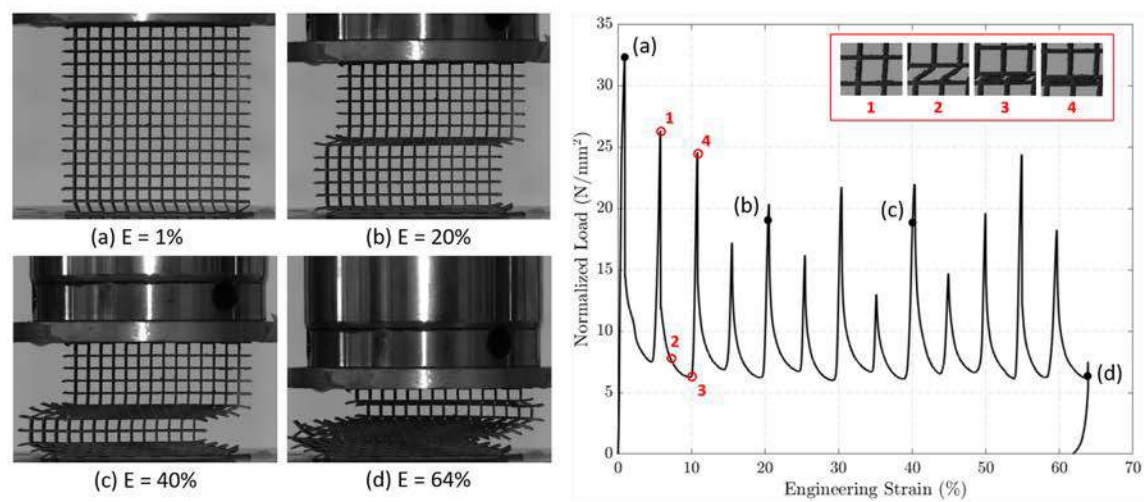 (a) E = 1%
(b) E = 20%
(c) E = 40%
(d) E = 64%
Normalized Load (N/mm²)
35
30
25
20
15
10
5
0
(a)
1
4
(b)
(c)
2
3
(d)
1 2 3 4
0 10 20 30 40 50 60 70
Engineering Strain (%)